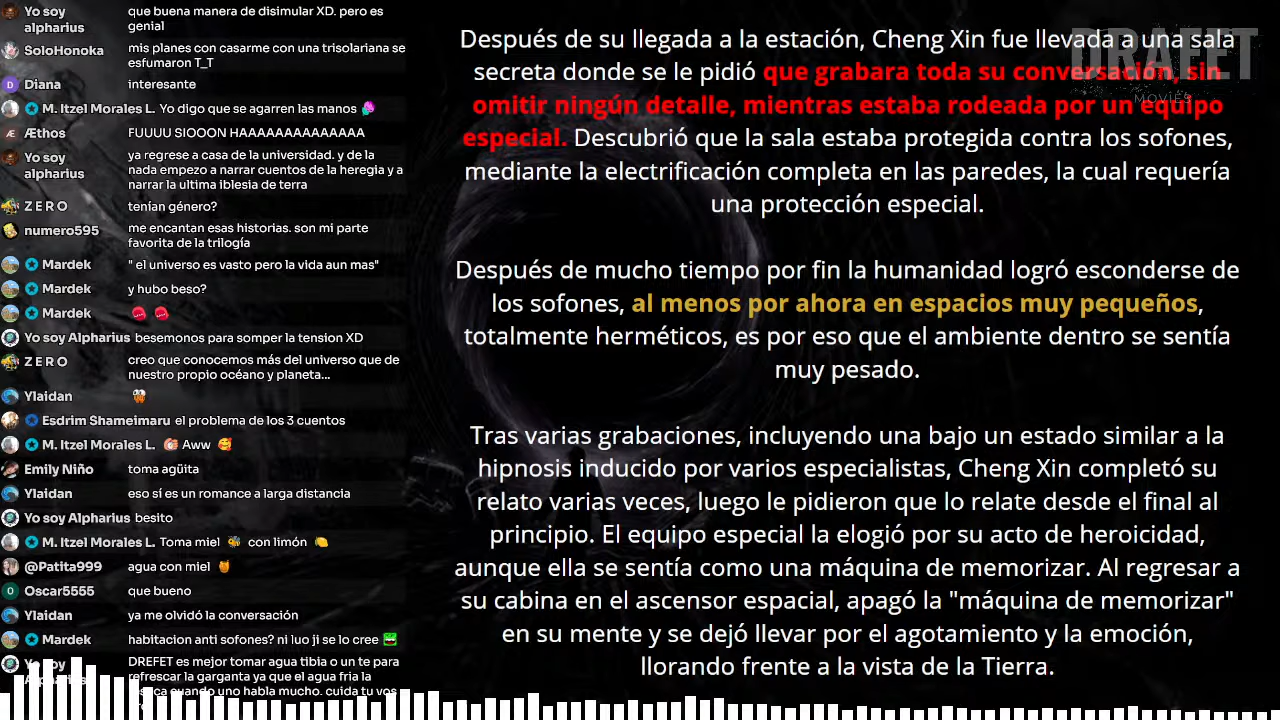 Yo soy alpharius que buena manera de disimular XD. pero es
genial
SoloHonoka mis planes con casarme con una trisolariana se
esfumaron T_T
D Diana interesante
M. Itzel Morales L. Yo digo que se agarren las manos
Æ Æthos FUUUU SIOOON HAAAAAAAAAAAAAA
Yo soy alpharius ya regrese a casa de la universidad. y de la
nada empezo a narrar cuentos de la heregia y a
narrar la ultima iblesia de terra
Z E R O tenían género?
numero595 me encantan esas historias. son mi parte
favorita de la trilogía
Mardek " el universo es vasto pero la vida aun mas"
Mardek y hubo beso?
Mardek
Yo soy Alpharius besemonos para somper la tension XD
Z E R O creo que conocemos más del universo que de
nuestro propio océano y planeta...
Ylaidan
Esdrim Shameimaru el problema de los 3 cuentos
M. Itzel Morales L. Aww
Emily Niño toma agüita
Ylaidan eso sí es un romance a larga distancia
Yo soy Alpharius besito
M. Itzel Morales L. Toma miel con limón
@Patita999 agua con miel
O Oscar5555 que bueno
Ylaidan ya me olvidó la conversación
Mardek habitacion anti sofones? ni luo ji se lo cree
Yo soy DREFET es mejor tomar agua tibia o un te para
refrescar la garganta ya que el agua fria la
cuando uno habla mucho. cuida tu vos
DRAFET
MOVIES
Después de su llegada a la estación, Cheng Xin fue llevada a una sala
secreta donde se le pidió que grabara toda su conversación, sin
omitir ningún detalle, mientras estaba rodeada por un equipo
especial. Descubrió que la sala estaba protegida contra los sofones,
mediante la electrificación completa en las paredes, la cual requería
una protección especial.
Después de mucho tiempo por fin la humanidad logró esconderse de
los sofones, al menos por ahora en espacios muy pequeños,
totalmente herméticos, es por eso que el ambiente dentro se sentía
muy pesado.
Tras varias grabaciones, incluyendo una bajo un estado similar a la
hipnosis inducido por varios especialistas, Cheng Xin completó su
relato varias veces, luego le pidieron que lo relate desde el final al
principio. El equipo especial la elogió por su acto de heroicidad,
aunque ella se sentía como una máquina de memorizar. Al regresar a
su cabina en el ascensor espacial, apagó la "máquina de memorizar"
en su mente y se dejó llevar por el agotamiento y la emoción,
llorando frente a la vista de la Tierra.